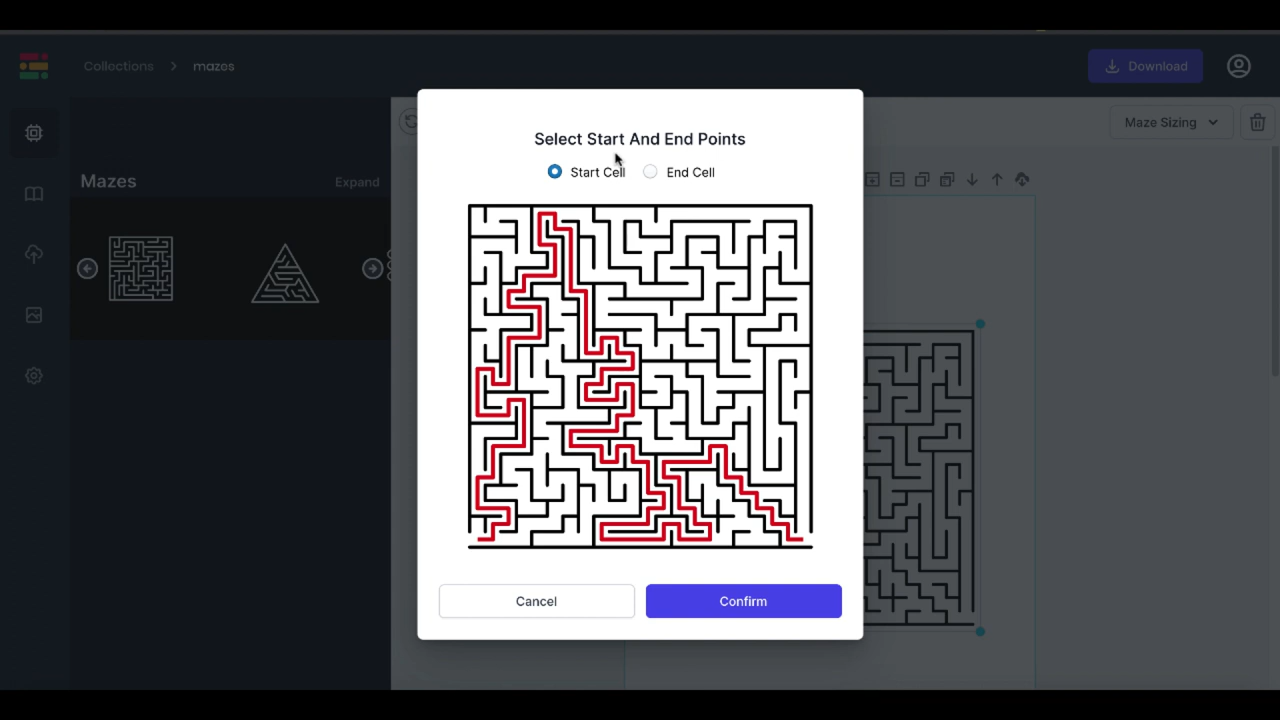 Collections > mazes
Download
Maze Sizing
Select Start And End Points
Start Cell
End Cell
Mazes
Expand
Cancel
Confirm